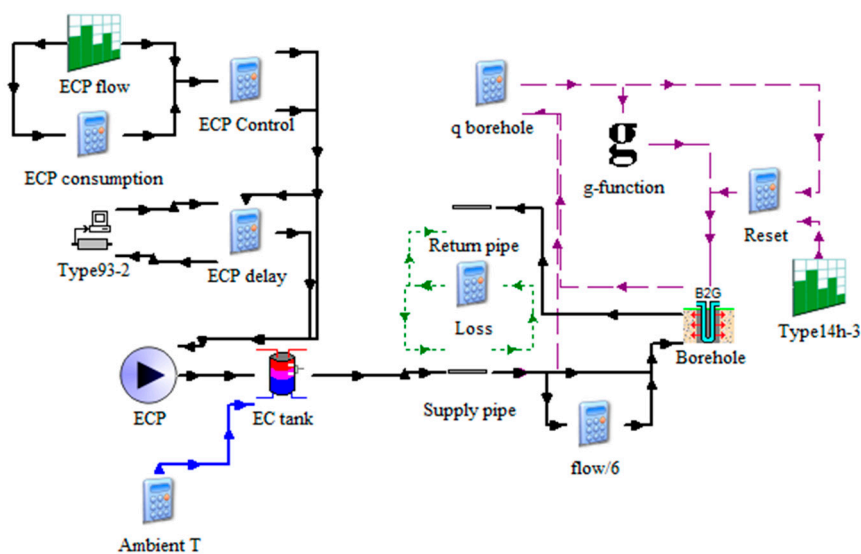 ECP flow
ECP Control
ECP consumption
q borehole
g
g-function
Reset
Type93-2
ECP delay
Return pipe
Loss
B2G
Borehole
Type14h-3
ECP
EC tank
Supply pipe
flow/6
Ambient T